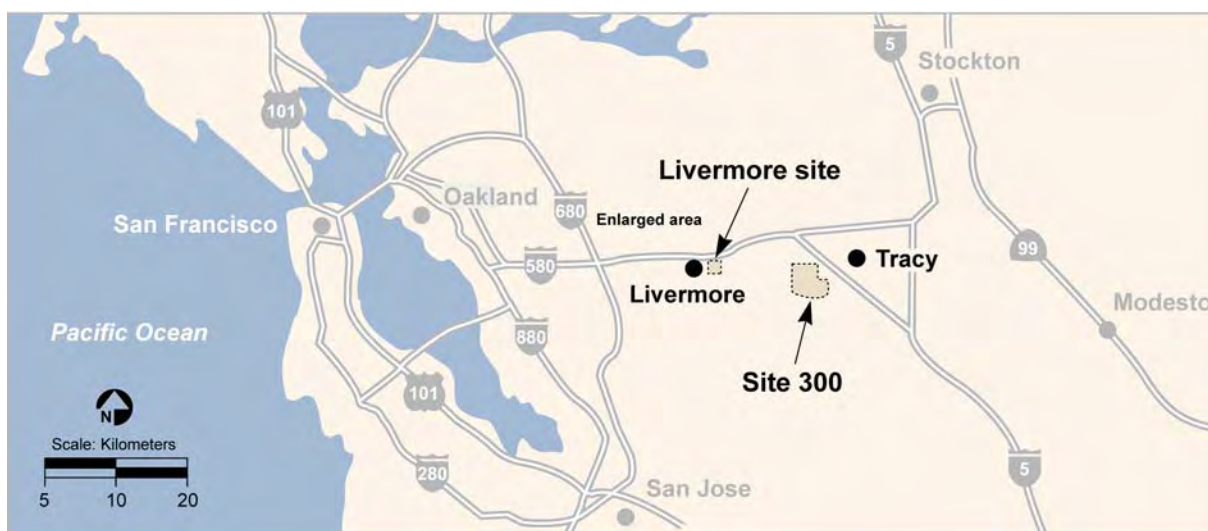 5
Stockton
101
Livermore site
Oakland
680
Enlarged area
San Francisco
99
580
Tracy
Livermore
Modesto
Pacific Ocean
880
Site 300
101
N
Scale: Kilometers
280
5
5 10 20
San Jose